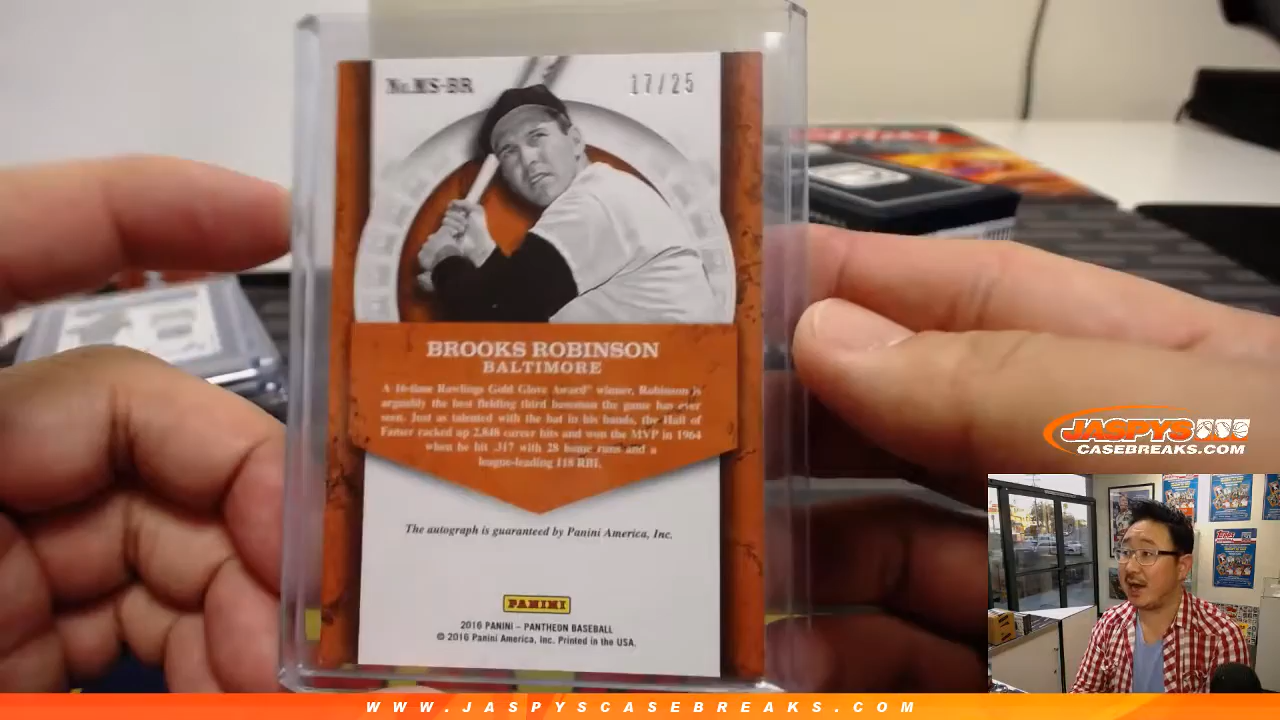 No. MS-BR
17/25
BROOKS ROBINSON
BALTIMORE
A 16-time Rawlings Gold Glove Award™ winner, Robinson is
arguably the best fielding third baseman the game has ever
seen. Just as talented with the bat in his hands, the Hall of
Famer racked up 2,848 career hits and won the MVP in 1964
when he hit .317 with 28 home runs and a
league-leading 118 RBI.
The autograph is guaranteed by Panini America, Inc.
PANINI
2016 PANINI – PANTHEON BASEBALL
© 2016 Panini America, Inc. Printed in the USA.
JASPYS
CASEBREAKS.COM
WWW.JASPYSCASEBREAKS.COM